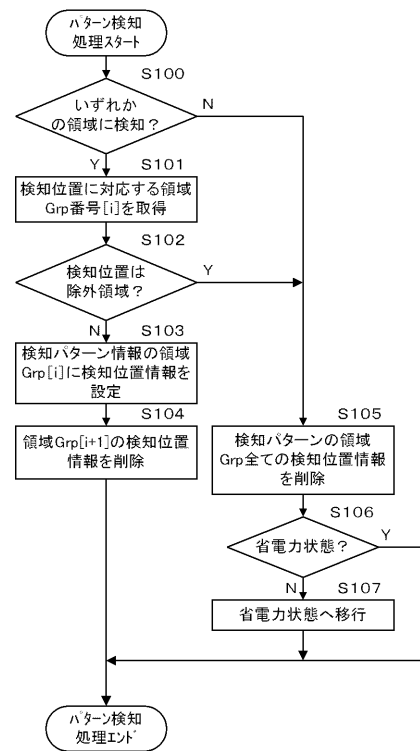 パターン検知
処理スタート
S100
いずれか
の領域に検知？
N
Y
S101
検知位置に対応する領域
Grp番号[i]を取得
S102
検知位置は
除外領域？
Y
N
S103
検知パターン情報の領域
Grp[i]に検知位置情報を
設定
S104
領域Grp[i+1]の検知位置
情報を削除
S105
検知パターンの領域
Grp全ての検知位置情報
を削除
S106
省電力状態？
Y
N
S107
省電力状態へ移行
パターン検知
処理エンド